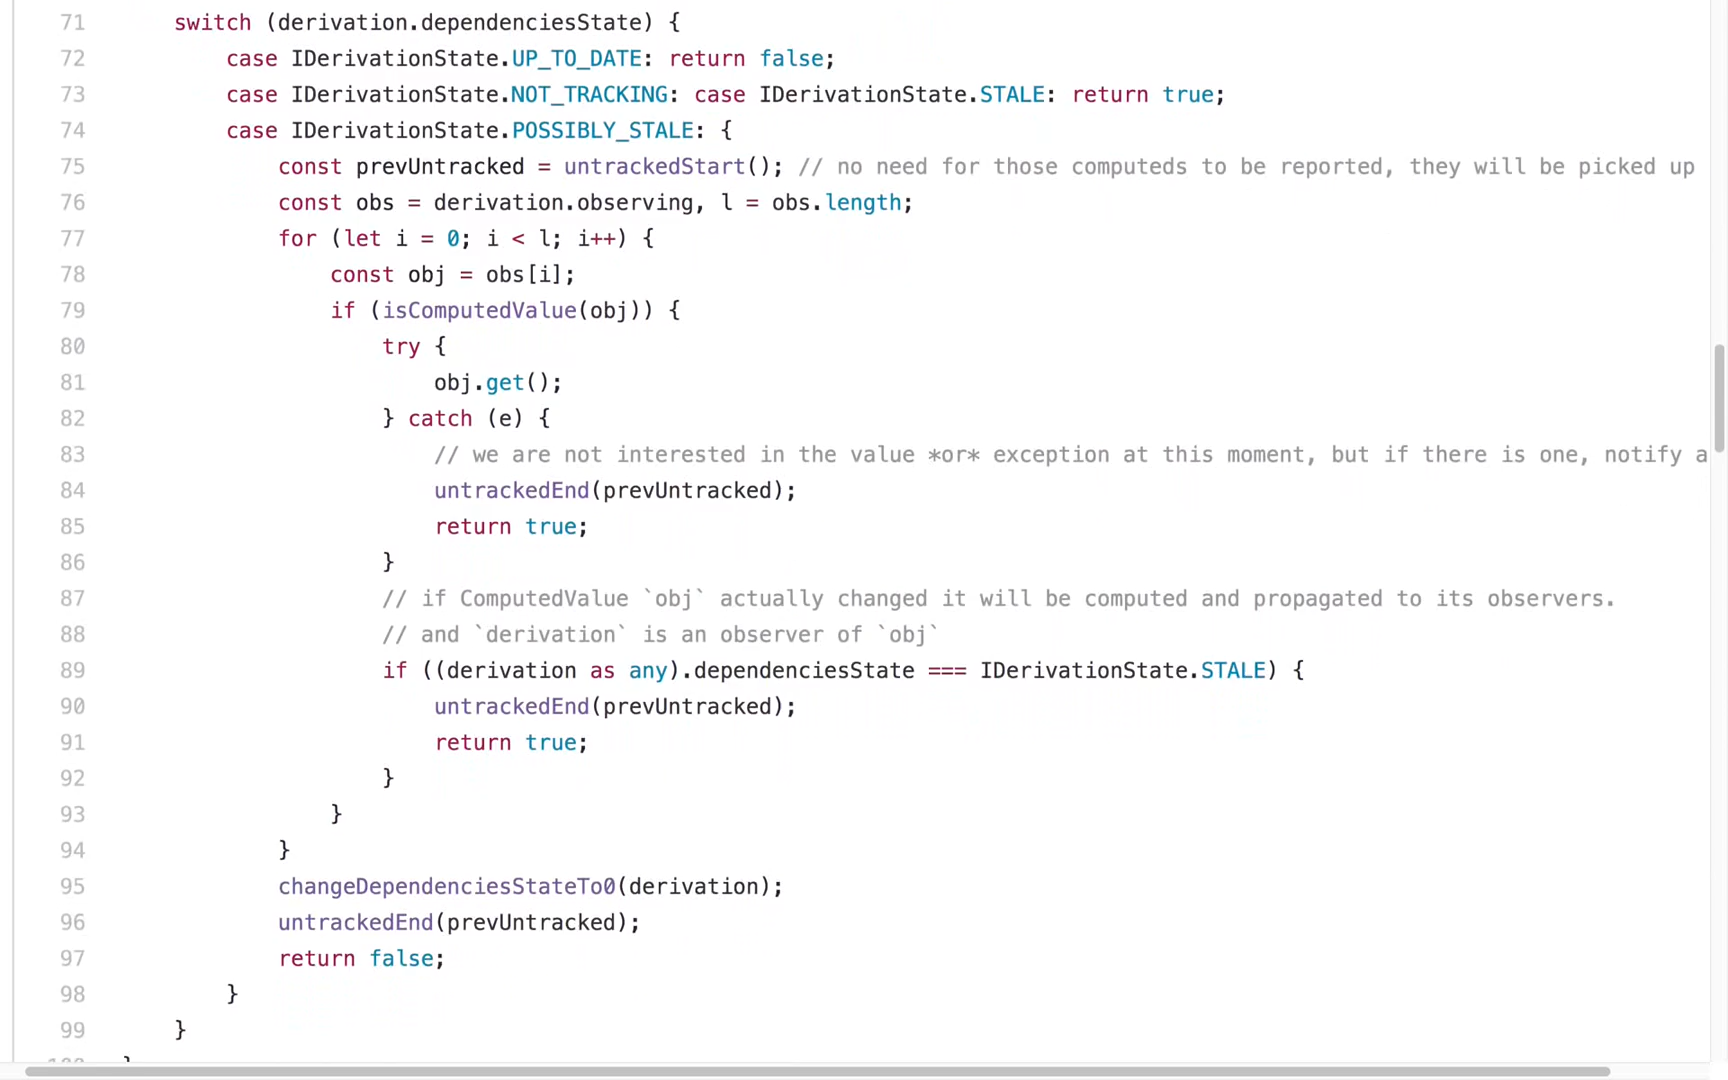 71 switch (derivation.dependenciesState) {
72 case IDerivationState.UP_TO_DATE: return false;
73 case IDerivationState.NOT_TRACKING: case IDerivationState.STALE: return true;
74 case IDerivationState.POSSIBLY_STALE: {
75 const prevUntracked = untrackedStart(); // no need for those computeds to be reported, they will be picked up
76 const obs = derivation.observing, l = obs.length;
77 for (let i = 0; i < l; i++) {
78 const obj = obs[i];
79 if (isComputedValue(obj)) {
80 try {
81 obj.get();
82 } catch (e) {
83 // we are not interested in the value *or* exception at this moment, but if there is one, notify a
84 untrackedEnd(prevUntracked);
85 return true;
86 }
87 // if ComputedValue `obj` actually changed it will be computed and propagated to its observers.
88 // and `derivation` is an observer of `obj`
89 if ((derivation as any).dependenciesState === IDerivationState.STALE) {
90 untrackedEnd(prevUntracked);
91 return true;
92 }
93 }
94 }
95 changeDependenciesStateTo0(derivation);
96 untrackedEnd(prevUntracked);
97 return false;
98 }
99 }